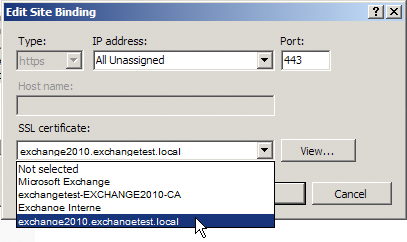 Edit Site Binding
Type: IP address: Port:
https All Unassigned 443
Host name:
SSL certificate:
exchange2010.exchangetest.local View...
Not selected
Microsoft Exchange
exchangetest-EXCHANGE2010-CA
Exchange Interne
exchange2010.exchangetest.local
Cancel